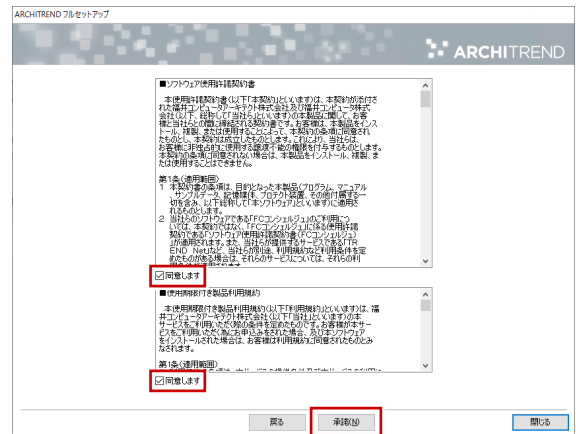 ARCHITREND フルセットアップ
ARCHITREND
■ソフトウェア使用許諾契約書
本使用許諾契約書(以下「本契約」といいます)は、本契約が添付さ
れた福井コンピュータアーキテクト株式会社及び福井コンピュータ株式
会社(以下、総称して「当社」といいます)の本製品に関して、お客
様と当社との間に締結される契約書です。お客様は、本製品をインス
トール、複製、または使用することによって、本契約の条項に同意され
たものとし、本契約は成立したものとします。これにより、当社は、
お客様に非独占的に使用する譲渡不能の権限を付与するものとします。
本契約の条項に同意されない場合は、本製品をインストール、複製、ま
たは使用することはできません。
第1条(適用範囲)
1 本契約書の条項は、目的となった本製品(プログラム、マニュアル
、サンプルデータ、記憶媒体、プロテクト装置、その他付属する一
切を含み、以下総称して「本ソフトウェア」といいます)に適用さ
れるものとします。
2 当社らのソフトウェアである「FCコンシェルジュ」のご利用につ
いては、本契約ではなく、「FCコンシェルジュ」に係る使用許諾
契約である「ソフトウェア使用許諾契約書(FCコンシェルジュ)
」が適用されます。また、当社らが提供するサービスである「TR
END Net」など、当社らが別途、利用規約など利用条件を定
めたものがある場合は、それらのサービスについては、それらの利
☑同意します
■使用期限付き製品利用規約
本使用期限付き製品利用規約(以下「利用規約」といいます)は、福
井コンピュータアーキテクト株式会社(以下「当社」といいます)の本
サービスをご利用いただく際の条件を定めたものです。お客様が本サー
ビスをご利用いただく為にお申込みをされた場合、及び本ソフトウェア
をインストールされた場合は、お客様は利用規約に同意されたものとみ
なされます。
第1条(適用範囲)
☑同意します
戻る
承諾(N)
閉じる